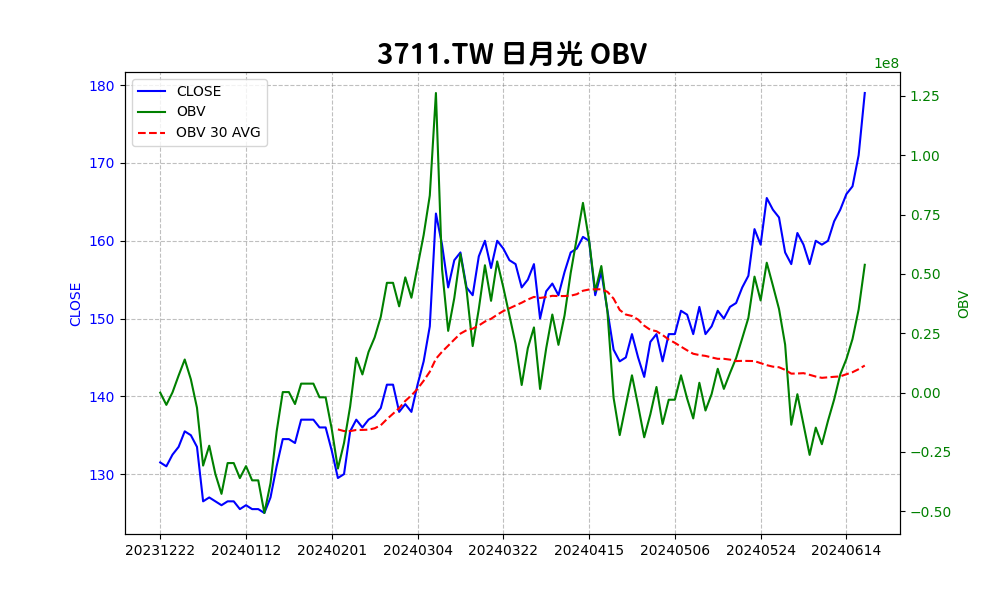 3711.TW 日月光 OBV
1e8
CLOSE
OBV
OBV 30 AVG
CLOSE
180
170
160
150
140
130
1.25
1.00
0.75
0.50
0.25
0.00
−0.25
−0.50
OBV
20231222 20240112 20240201 20240304 20240322 20240415 20240506 20240524 20240614